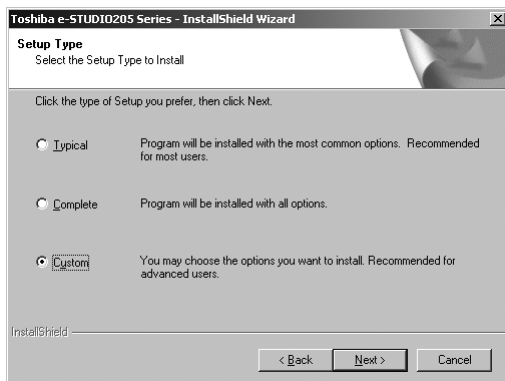 Toshiba e-STUDIO205 Series - InstallShield Wizard
Setup Type
Select the Setup Type to Install
Click the type of Setup you prefer, then click Next.
Typical
Program will be installed with the most common options. Recommended
for most users.
Complete
Program will be installed with all options.
Custom
You may choose the options you want to install. Recommended for
advanced users.
InstallShield
< Back
Next >
Cancel